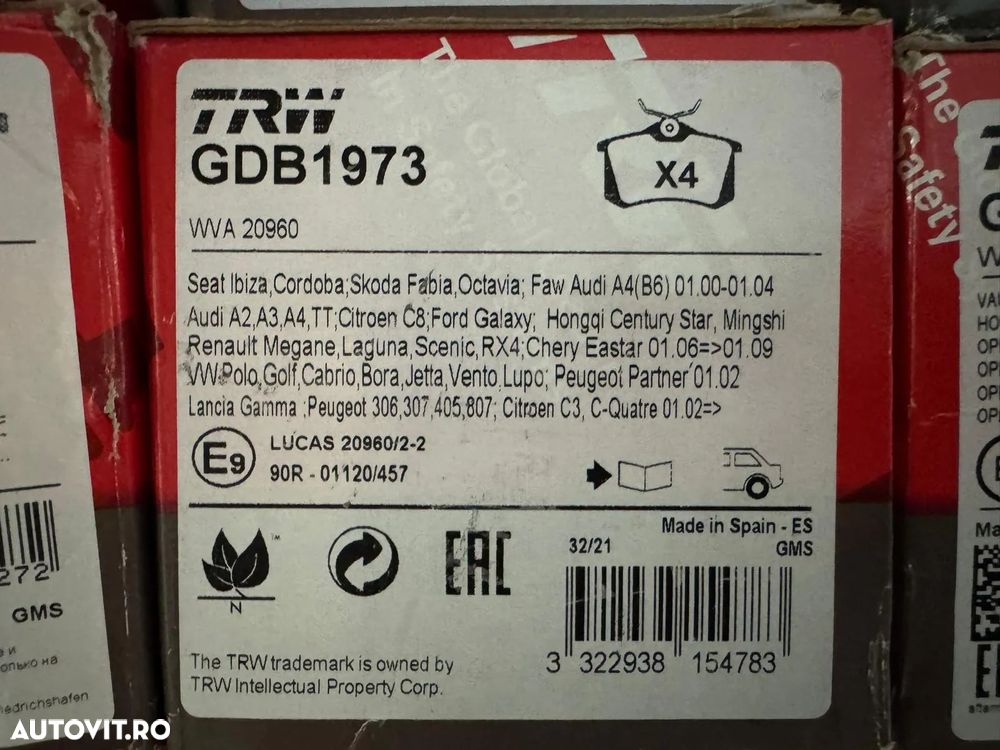 TRW
GDB1973
WVA 20960
X4
Seat Ibiza,Cordoba;Skoda Fabia,Octavia; Faw Audi A4(B6) 01.00-01.04
Audi A2,A3,A4,TT;Citroen C8;Ford Galaxy; Hongqi Century Star, Mingshi
Renault Megane,Laguna,Scenic,RX4;Chery Eastar 01.06=>01.09
VW Polo,Golf,Cabrio,Bora,Jetta,Vento,Lupo; Peugeot Partner 01.02
Lancia Gamma ;Peugeot 306,307,405,807; Citroen C3, C-Quatre 01.02=>
E9
LUCAS 20960/2-2
90R - 01120/457
Made in Spain - ES
32/21
GMS
TM
N
EAC
3 322938 154783
The TRW trademark is owned by
TRW Intellectual Property Corp.
272
GMS
iedrichshafen
The
Safety
AUTOVIT.RO